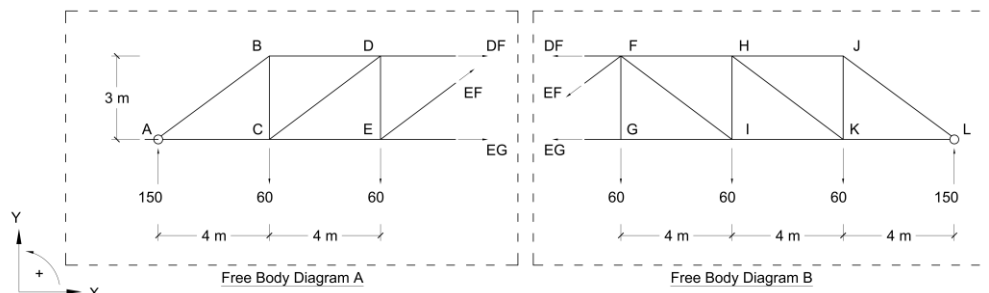 B D DF DF F H J
EF EF
3 m
A C E EG EG G I K L
150 60 60 60 60 60 150
Y
4 m 4 m 4 m 4 m 4 m
+
X
Free Body Diagram A Free Body Diagram B